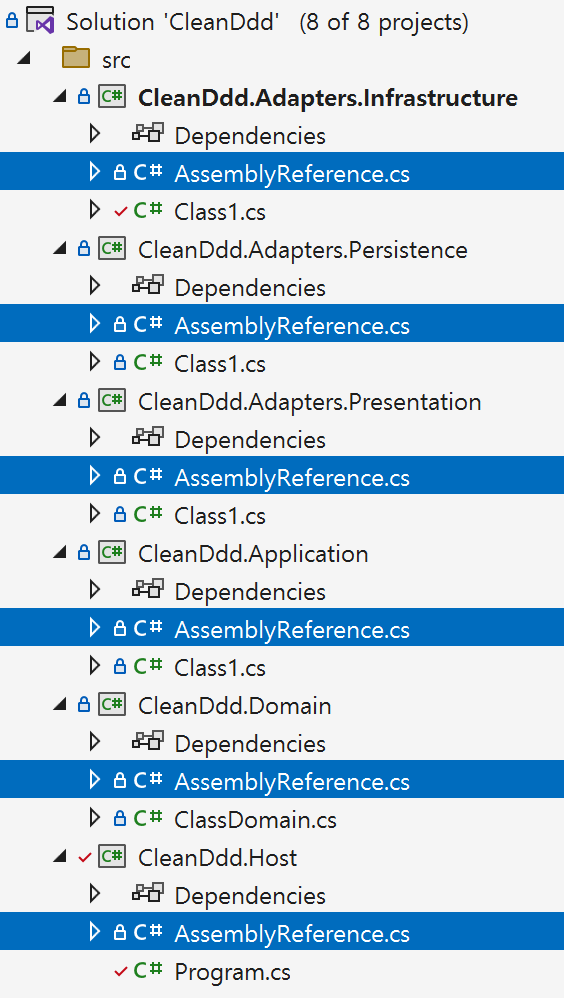 Solution 'CleanDdd' (8 of 8 projects)
src
C# CleanDdd.Adapters.Infrastructure
Dependencies
C# AssemblyReference.cs
C# Class1.cs
C# CleanDdd.Adapters.Persistence
Dependencies
C# AssemblyReference.cs
C# Class1.cs
C# CleanDdd.Adapters.Presentation
Dependencies
C# AssemblyReference.cs
C# Class1.cs
C# CleanDdd.Application
Dependencies
C# AssemblyReference.cs
C# Class1.cs
C# CleanDdd.Domain
Dependencies
C# AssemblyReference.cs
C# ClassDomain.cs
C# CleanDdd.Host
Dependencies
C# AssemblyReference.cs
C# Program.cs